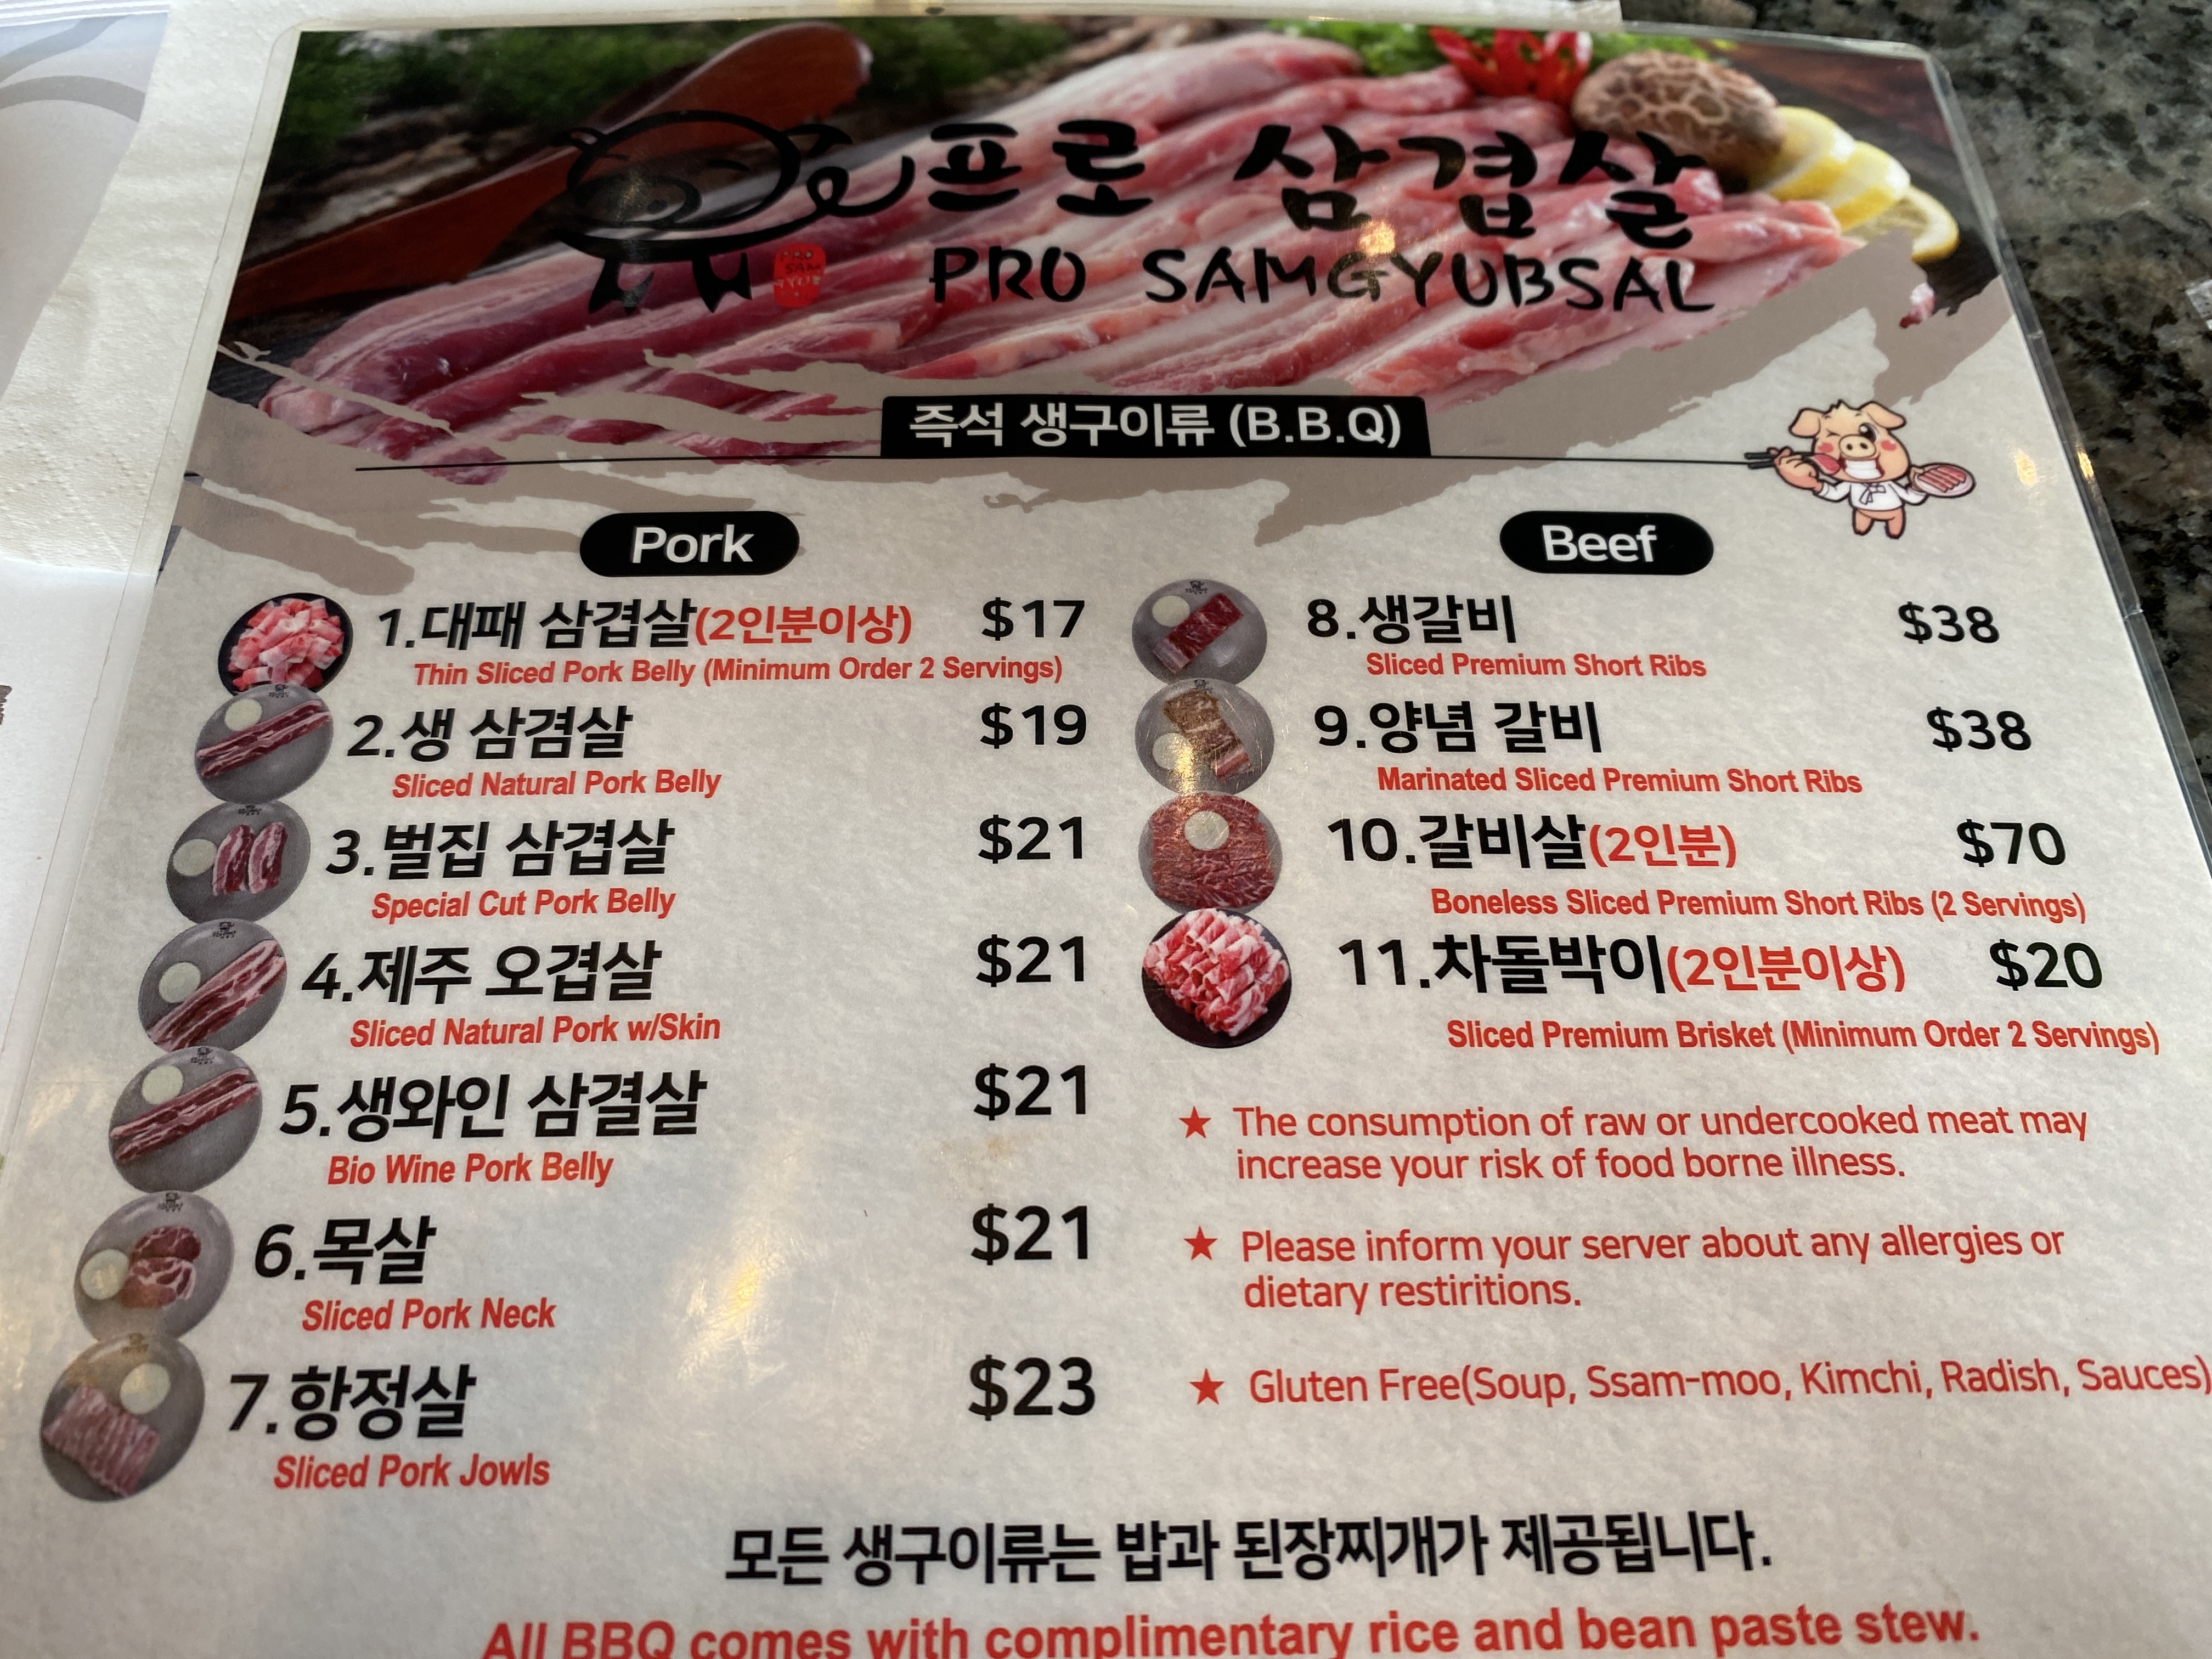 프로 삼겹살
PRO SAMGYUBSAL
즉석 생구이류 (B.B.Q)
Pork
1.대패 삼겹살(2인분이상) $17
Thin Sliced Pork Belly (Minimum Order 2 Servings)
2.생 삼겸살 $19
Sliced Natural Pork Belly
3.벌집 삼겹살 $21
Special Cut Pork Belly
4.제주 오겹살 $21
Sliced Natural Pork w/Skin
5.생와인 삼결살 $21
Bio Wine Pork Belly
6.목살 $21
Sliced Pork Neck
7.항정살 $23
Sliced Pork Jowls
Beef
8.생갈비 $38
Sliced Premium Short Ribs
9.양념 갈비 $38
Marinated Sliced Premium Short Ribs
10.갈비살(2인분) $70
Boneless Sliced Premium Short Ribs (2 Servings)
11.차돌박이(2인분이상) $20
Sliced Premium Brisket (Minimum Order 2 Servings)
★ The consumption of raw or undercooked meat may
increase your risk of food borne illness.
★ Please inform your server about any allergies or
dietary restiritions.
★ Gluten Free(Soup, Ssam-moo, Kimchi, Radish, Sauces)
모든 생구이류는 밥과 된장찌개가 제공됩니다.
All BBQ comes with complimentary rice and bean paste stew.